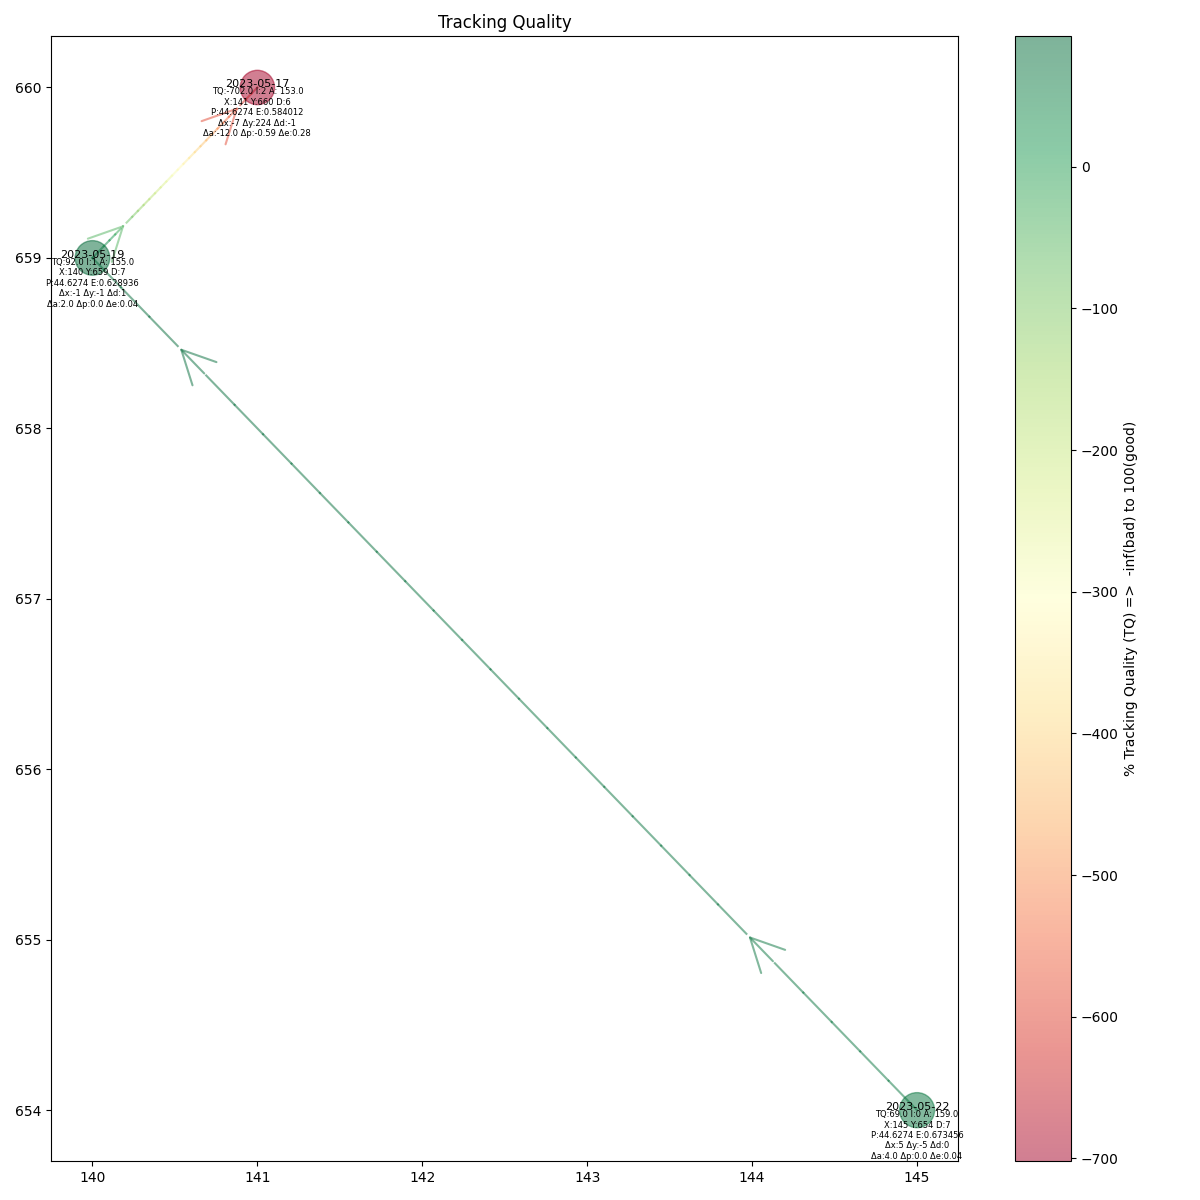 Tracking Quality
660
659
658
657
656
655
654
140
141
142
143
144
145
2023-05-17
TQ:-702.0 I:2 A: 153.0
X:141 Y:660 D:6
P:44.6274 E:0.584012
Δx:-7 Δy:224 Δd:-1
Δa:-12.0 Δp:-0.59 Δe:0.28
2023-05-19
TQ:92.0 I:1 A: 155.0
X:140 Y:659 D:7
P:44.6274 E:0.628936
Δx:-1 Δy:-1 Δd:1
Δa:2.0 Δp:0.0 Δe:0.04
2023-05-22
TQ:69.0 I:0 A: 159.0
X:145 Y:654 D:7
P:44.6274 E:0.673456
Δx:5 Δy:-5 Δd:0
Δa:4.0 Δp:0.0 Δe:0.04
0
−100
−200
−300
−400
−500
−600
−700
% Tracking Quality (TQ) => -inf(bad) to 100(good)